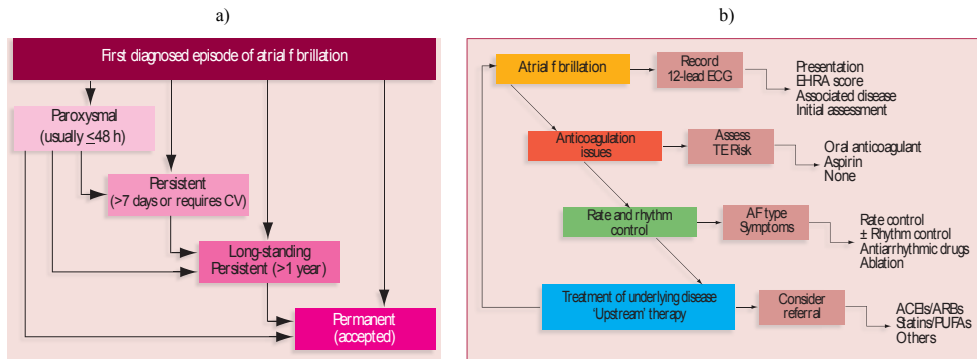 a)
First diagnosed episode of atrial f brillation
Paroxysmal
(usually ≤48 h)
Persistent
(>7 days or requires CV)
Long-standing
Persistent (>1 year)
Permanent
(accepted)
b)
Atrial f brillation
Record
12-lead ECG
Presentation
EHRA score
Associated disease
Initial assessment
Anticoagulation
issues
Assess
TE Risk
Oral anticoagulant
Aspirin
None
Rate and rhythm
control
AF type
Symptoms
Rate control
± Rhythm control
Antiarrhythmic drugs
Ablation
Treatment of underlying disease
'Upstream' therapy
Consider
referral
ACEIs/ARBs
Statins/PUFAs
Others